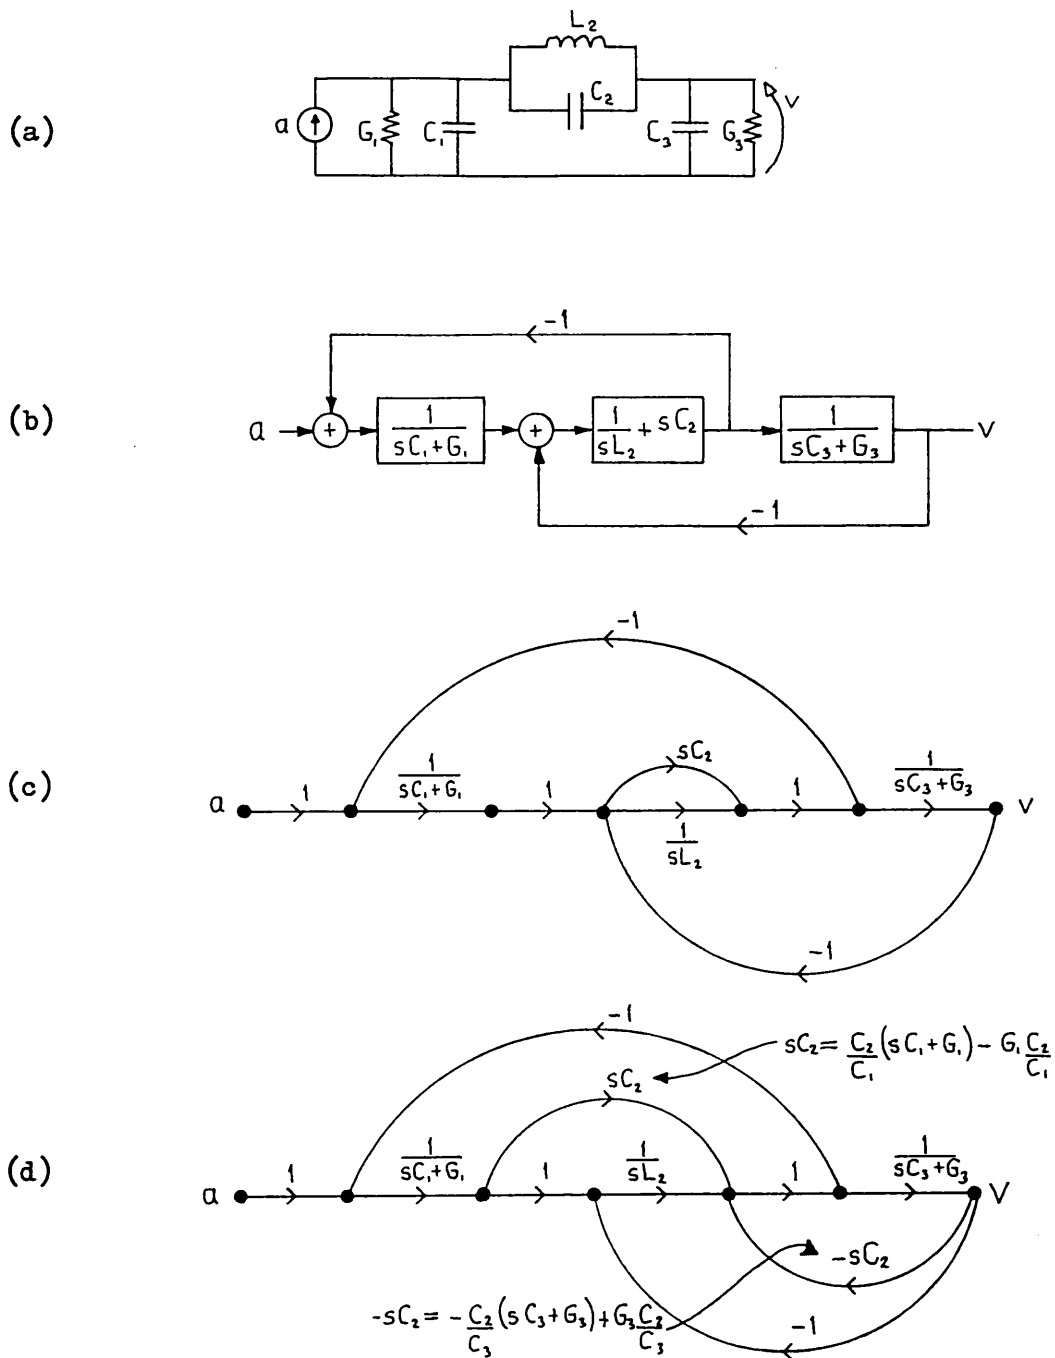 (a)
L₂
C₂
a G₁ C₁ C₃ G₃ v
(b)
-1
a + 1/(sC₁+G₁) + 1/(sL₂) + sC₂ 1/(sC₃+G₃) v
-1
(c)
-1
sC₂
a 1 1/(sC₁+G₁) 1 1/(sL₂) 1 1/(sC₃+G₃) v
-1
(d)
-1
sC₂ = C₂/C₁ (sC₁+G₁) - G₁ C₂/C₁
sC₂
a 1 1/(sC₁+G₁) 1 1/(sL₂) 1 1/(sC₃+G₃) v
-sC₂
-sC₂ = -C₂/C₃ (sC₃+G₃) + G₃ C₂/C₃
-1